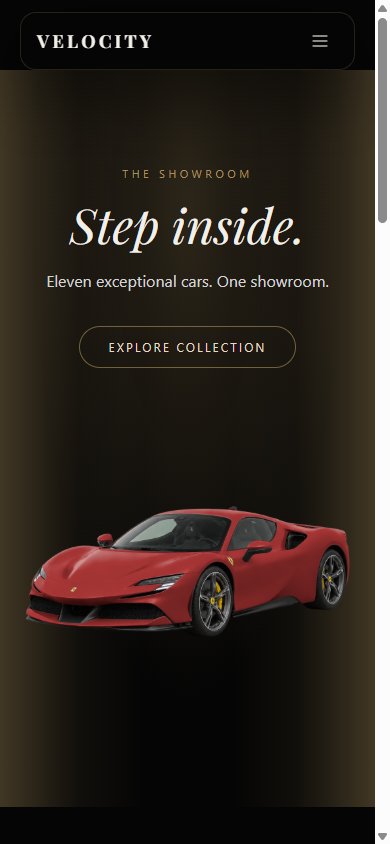 VELOCITY
THE SHOWROOM
Step inside.
Eleven exceptional cars. One showroom.
EXPLORE COLLECTION